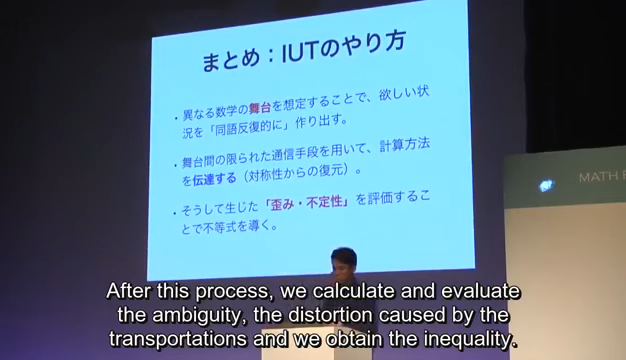 まとめ:IUTのやり方
・異なる数学の舞台を想定することで、欲しい状
況を「同語反復的に」作り出す。
・舞台間の限られた通信手段を用いて、計算方法
を伝達する(対称性からの復元)。
・そうして生じた「歪み・不定性」を評価するこ
とで不等式を導く。
MATH
After this process, we calculate and evaluate
the ambiguity, the distortion caused by the
transportations and we obtain the inequality.